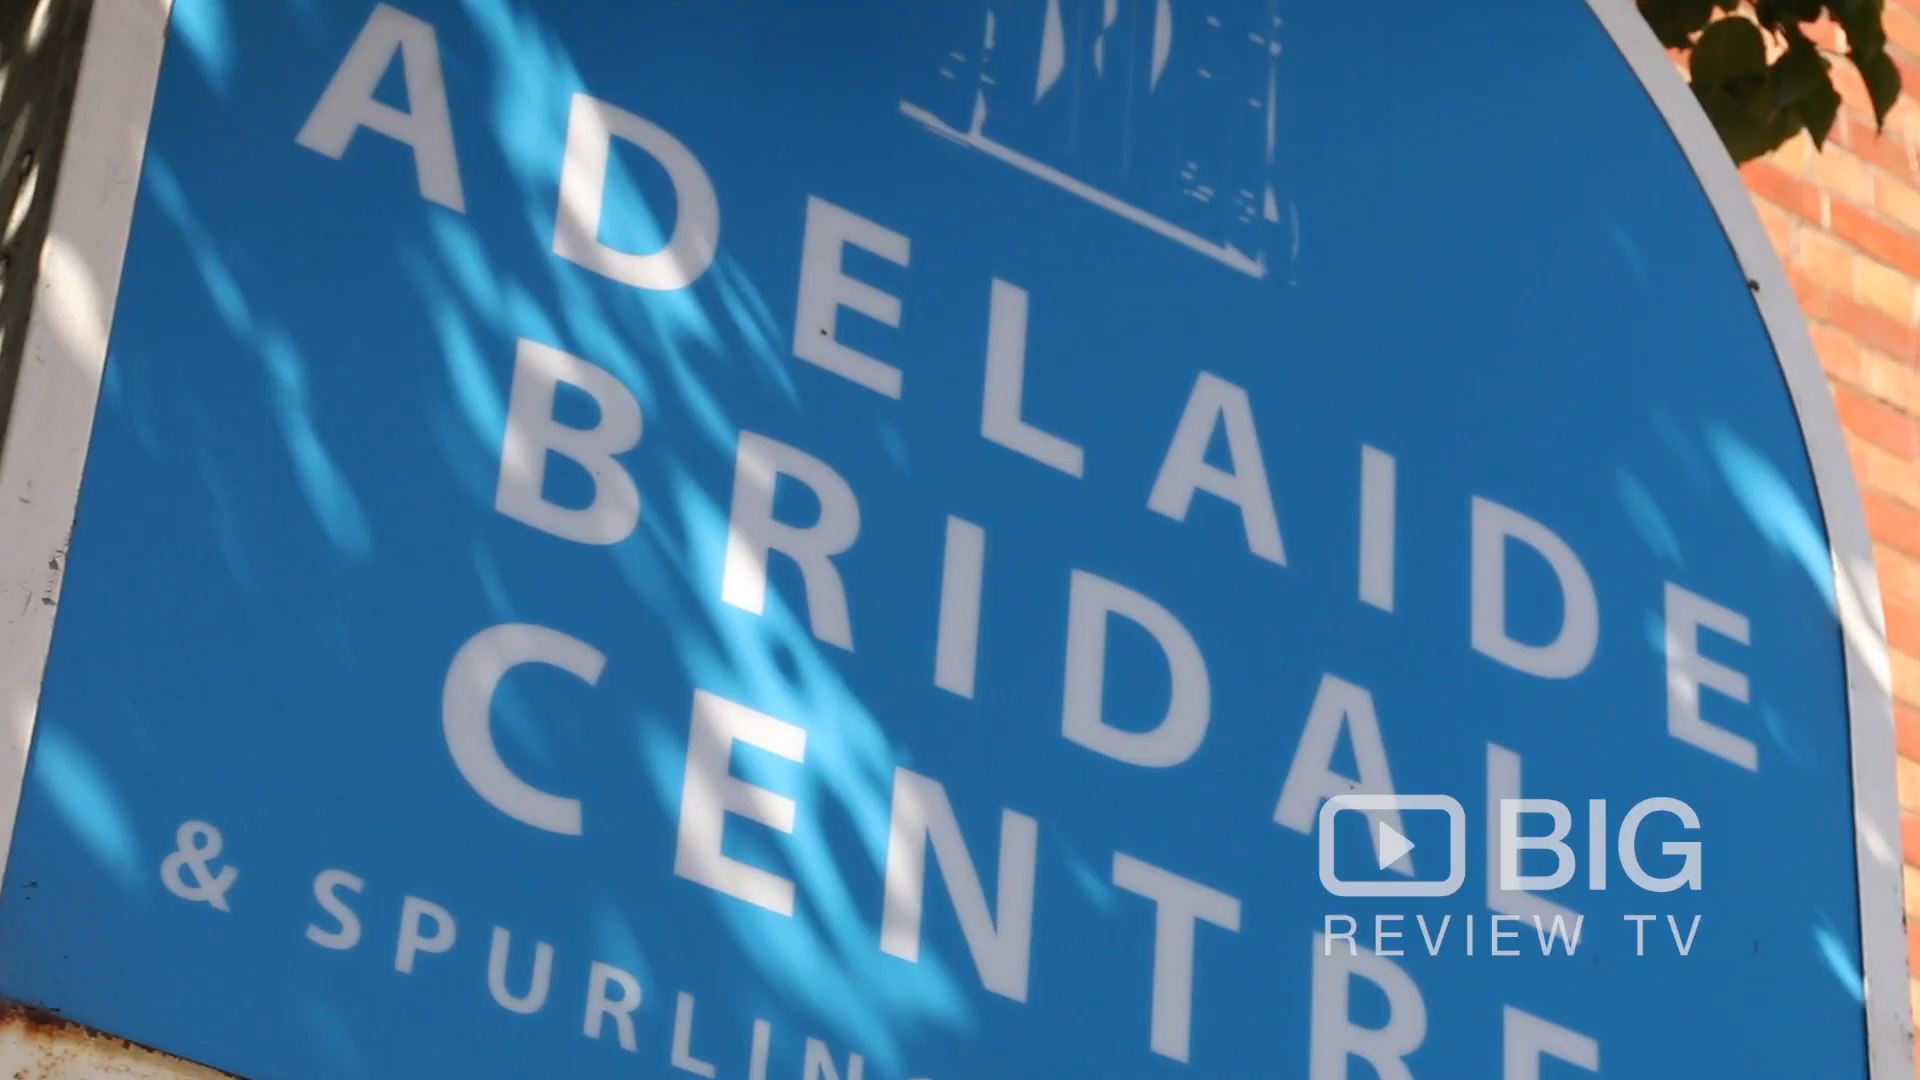 ADELAIDE
BRIDAL
CENTRE
& SPURLIN
BIG
REVIEW TV